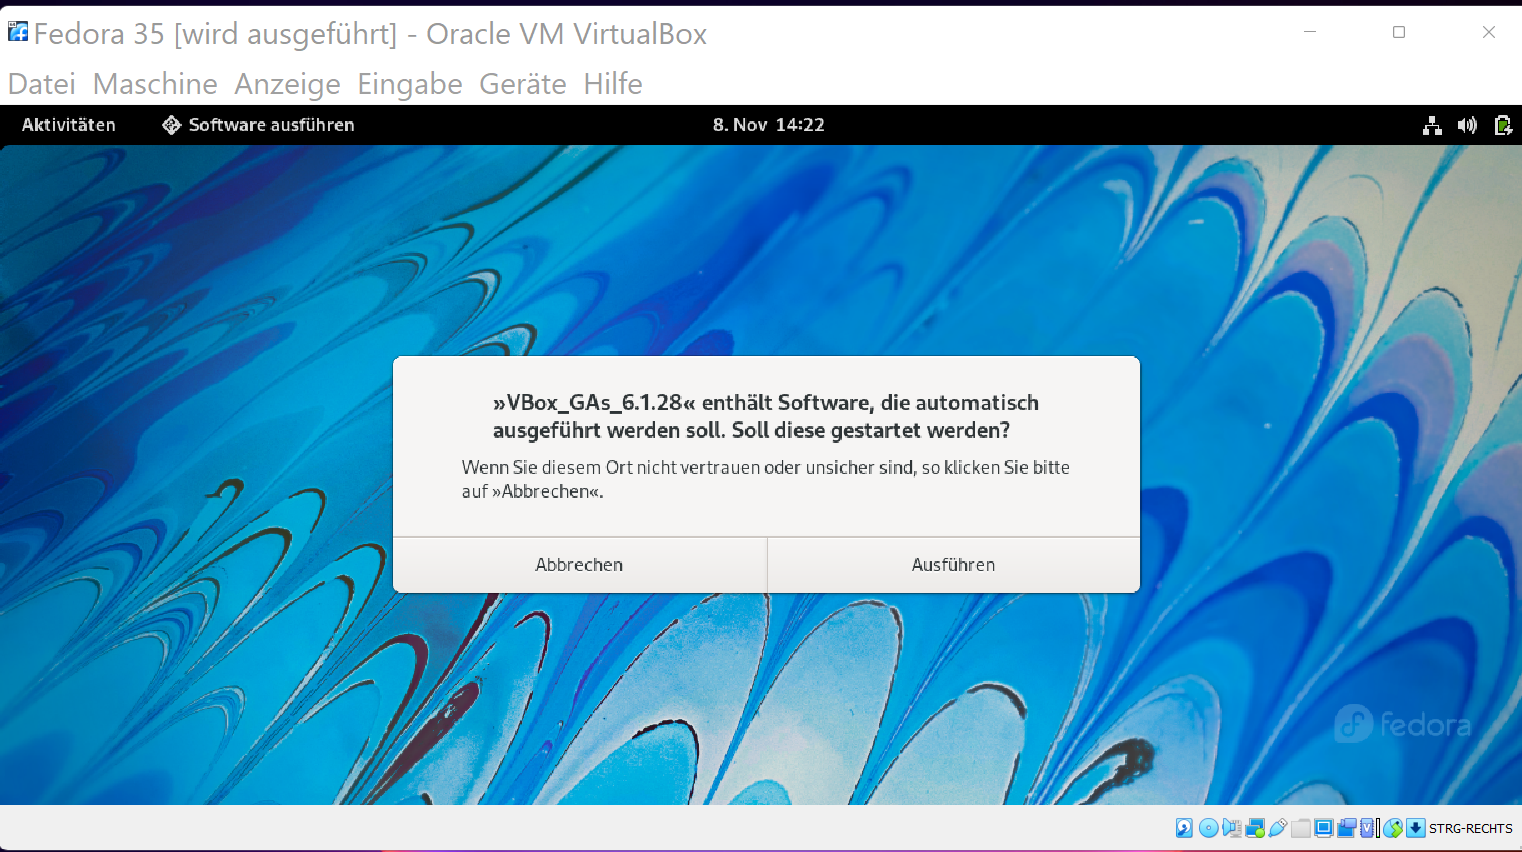 Fedora 35 [wird ausgeführt] - Oracle VM VirtualBox
Datei Maschine Anzeige Eingabe Geräte Hilfe
Aktivitäten Software ausführen 8. Nov 14:22
»VBox_GAs_6.1.28« enthält Software, die automatisch
ausgeführt werden soll. Soll diese gestartet werden?
Wenn Sie diesem Ort nicht vertrauen oder unsicher sind, so klicken Sie bitte
auf »Abbrechen«.
Abbrechen Ausführen
fedora
STRG-RECHTS